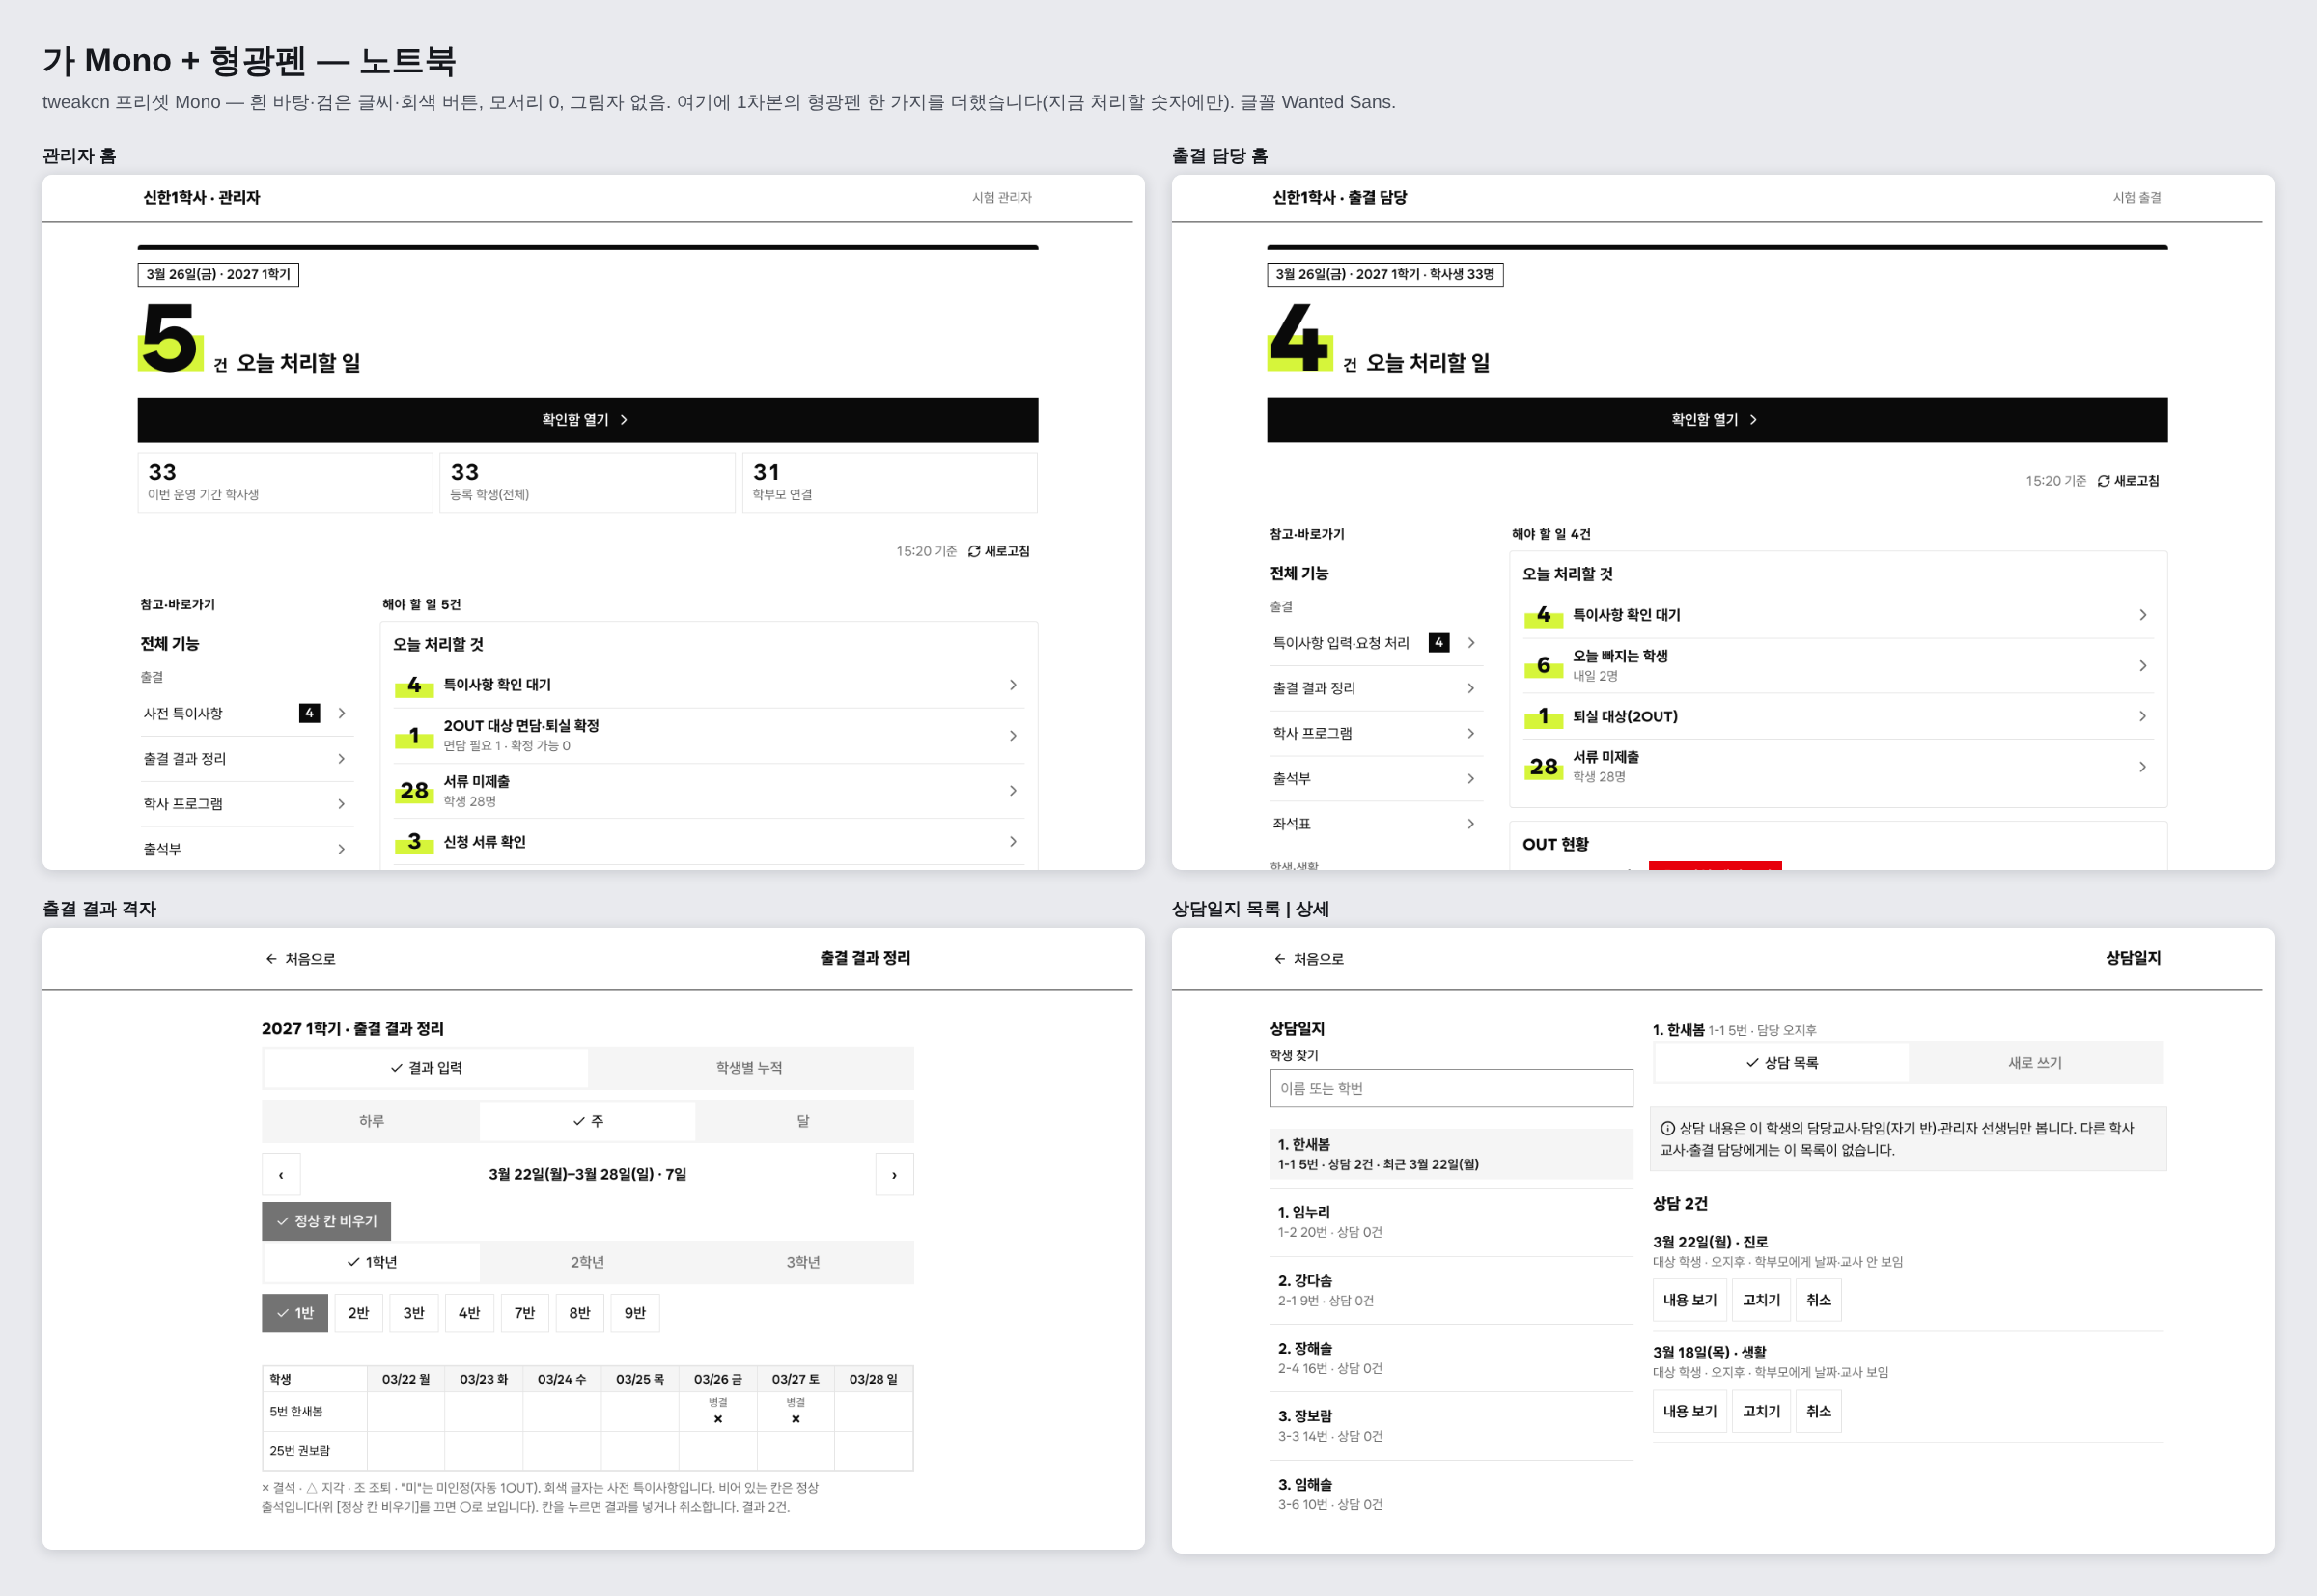 가 Mono + 형광펜 — 노트북
tweakcn 프리셋 Mono — 흰 바탕·검은 글씨·회색 버튼, 모서리 0, 그림자 없음. 여기에 1차본의 형광펜 한 가지를 더했습니다(지금 처리할 숫자에만). 글꼴 Wanted Sans.
관리자 홈
신한1학사 · 관리자
시험 관리자
3월 26일(금) · 2027 1학기
5 건 오늘 처리할 일
확인함 열기
33
이번 운영 기간 학사생
33
등록 학생(전체)
31
학부모 연결
15:20 기준 새로고침
참고·바로가기
전체 기능
출결
사전 특이사항 4
출결 결과 정리
학사 프로그램
출석부
해야 할 일 5건
오늘 처리할 것
4 특이사항 확인 대기
1 2OUT 대상 면담·퇴실 확정
면담 필요 1 · 확정 가능 0
28 서류 미제출
학생 28명
3 신청 서류 확인
출결 담당 홈
신한1학사 · 출결 담당
시험 출결
3월 26일(금) · 2027 1학기 · 학사생 33명
4 건 오늘 처리할 일
확인함 열기
15:20 기준 새로고침
참고·바로가기
전체 기능
출결
특이사항 입력·요청 처리 4
출결 결과 정리
학사 프로그램
출석부
좌석표
학생·생활
해야 할 일 4건
오늘 처리할 것
4 특이사항 확인 대기
6 오늘 빠지는 학생
내일 2명
1 퇴실 대상(2OUT)
28 서류 미제출
학생 28명
OUT 현황
출결 결과 격자
← 처음으로
출결 결과 정리
2027 1학기 · 출결 결과 정리
✓ 결과 입력
학생별 누적
하루
✓ 주
달
‹
3월 22일(월)–3월 28일(일) · 7일
›
✓ 정상 칸 비우기
✓ 1학년
2학년
3학년
✓ 1반
2반
3반
4반
7반
8반
9반
학생 03/22 월 03/23 화 03/24 수 03/25 목 03/26 금 03/27 토 03/28 일
5번 한새봄 병결 × 병결 ×
25번 권보람
× 결석 · △ 지각 · 조 조퇴 · "미"는 미인정(자동 1OUT). 회색 글자는 사전 특이사항입니다. 비어 있는 칸은 정상
출석입니다(위 [정상 칸 비우기]를 끄면 ○로 보입니다). 칸을 누르면 결과를 넣거나 취소합니다. 결과 2건.
상담일지 목록 | 상세
← 처음으로
상담일지
상담일지
학생 찾기
이름 또는 학번
1. 한새봄
1-1 5번 · 상담 2건 · 최근 3월 22일(월)
1. 임누리
1-2 20번 · 상담 0건
2. 강다솜
2-1 9번 · 상담 0건
2. 장해솔
2-4 16번 · 상담 0건
3. 장보람
3-3 14번 · 상담 0건
3. 임해솔
3-6 10번 · 상담 0건
1. 한새봄 1-1 5번 · 담당 오지후
✓ 상담 목록
새로 쓰기
상담 내용은 이 학생의 담당교사·담임(자기 반)·관리자 선생님만 봅니다. 다른 학사
교사·출결 담당에게는 이 목록이 없습니다.
상담 2건
3월 22일(월) · 진로
대상 학생 · 오지후 · 학부모에게 날짜·교사 안 보임
내용 보기
고치기
취소
3월 18일(목) · 생활
대상 학생 · 오지후 · 학부모에게 날짜·교사 보임
내용 보기
고치기
취소